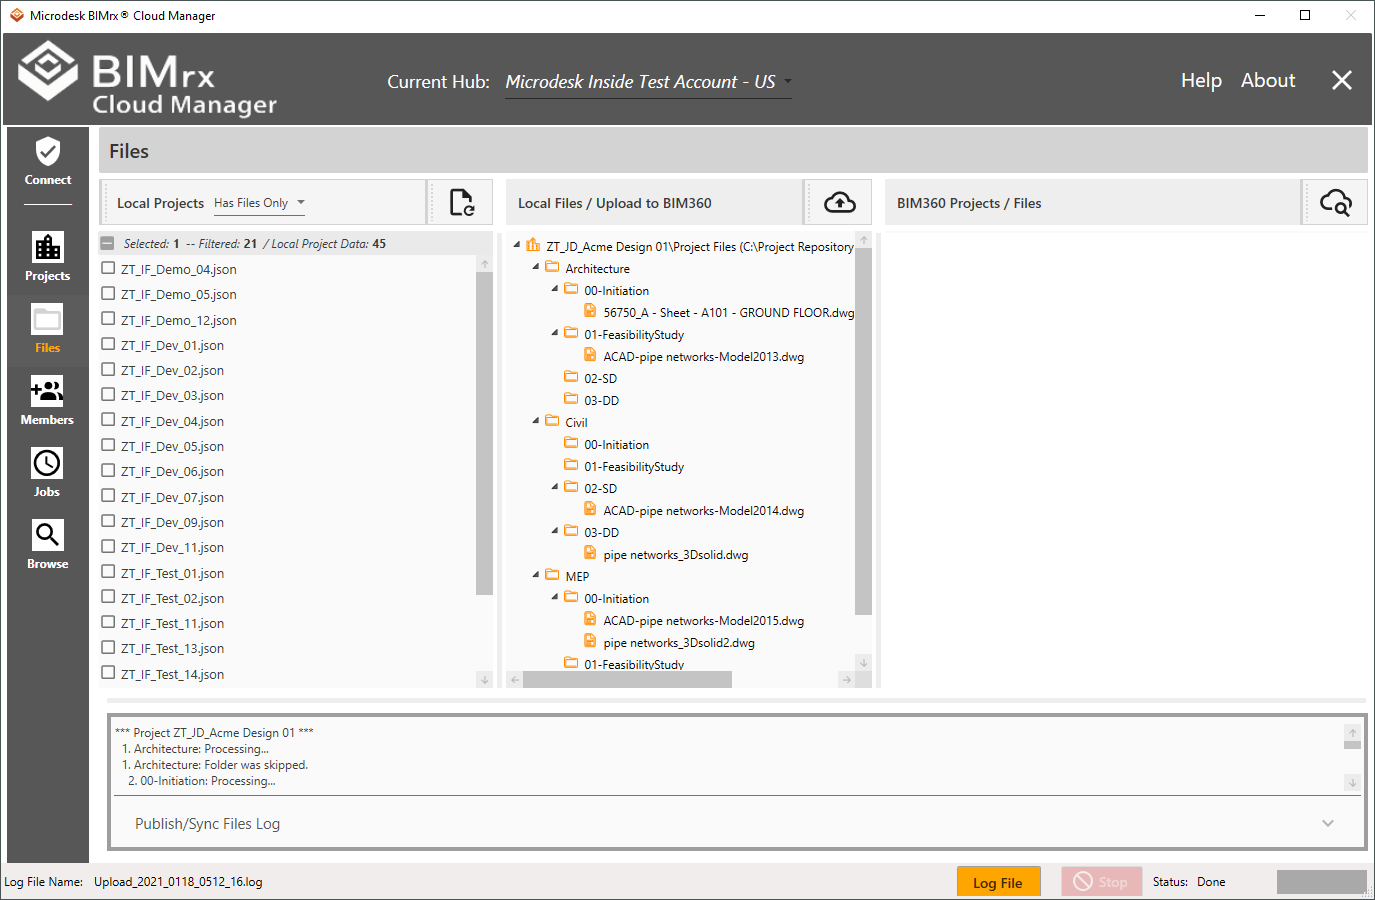 Microdesk BIMrx® Cloud Manager
BIMrx
Cloud Manager
Current Hub: Microdesk Inside Test Account - US
Help About
Connect
Projects
Files
Members
Jobs
Browse
Files
Local Projects Has Files Only
Selected: 1 -- Filtered: 21 / Local Project Data: 45
ZT_IF_Demo_04.json
ZT_IF_Demo_05.json
ZT_IF_Demo_12.json
ZT_IF_Dev_01.json
ZT_IF_Dev_02.json
ZT_IF_Dev_03.json
ZT_IF_Dev_04.json
ZT_IF_Dev_05.json
ZT_IF_Dev_06.json
ZT_IF_Dev_07.json
ZT_IF_Dev_09.json
ZT_IF_Dev_11.json
ZT_IF_Test_01.json
ZT_IF_Test_02.json
ZT_IF_Test_11.json
ZT_IF_Test_13.json
ZT_IF_Test_14.json
Local Files / Upload to BIM360
ZT_JD_Acme Design 01\Project Files (C:\Project Repository
Architecture
00-Initiation
56750_A - Sheet - A101 - GROUND FLOOR.dwg
01-FeasibilityStudy
ACAD-pipe networks-Model2013.dwg
02-SD
03-DD
Civil
00-Initiation
01-FeasibilityStudy
02-SD
ACAD-pipe networks-Model2014.dwg
03-DD
pipe networks_3Dsolid.dwg
MEP
00-Initiation
ACAD-pipe networks-Model2015.dwg
pipe networks_3Dsolid2.dwg
01-FeasibilityStudy
BIM360 Projects / Files
*** Project ZT_JD_Acme Design 01 ***
1. Architecture: Processing...
1. Architecture: Folder was skipped.
2. 00-Initiation: Processing...
Publish/Sync Files Log
Log File Name: Upload_2021_0118_0512_16.log
Log File
Stop
Status: Done